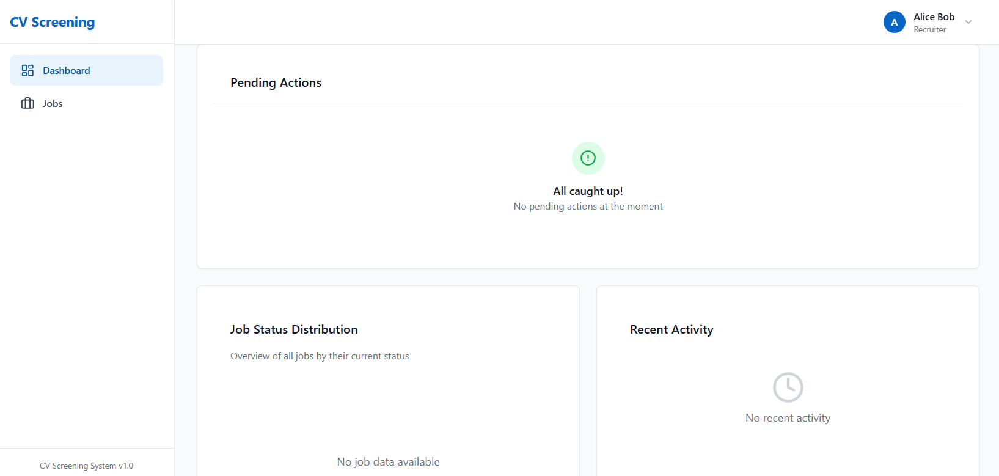 CV Screening
Alice Bob
A
Recruiter
Dashboard
Jobs
Pending Actions
All caught up!
No pending actions at the moment
Job Status Distribution
Overview of all jobs by their current status
No job data available
Recent Activity
No recent activity
CV Screening System v1.0